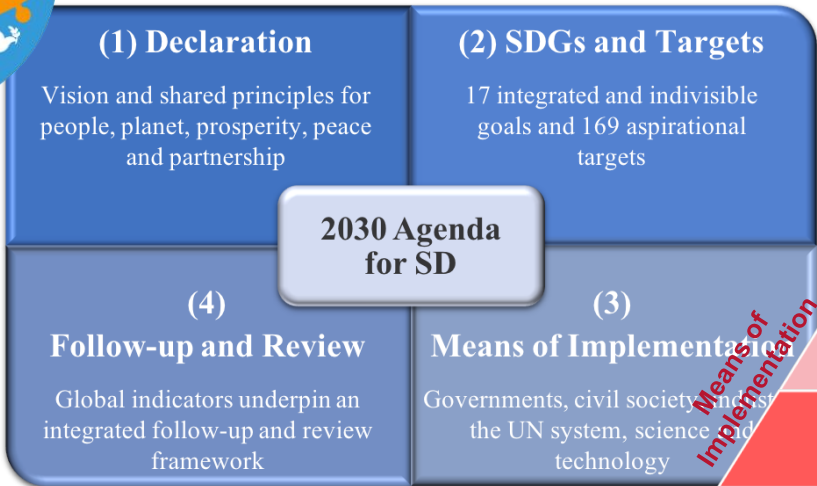 (1) Declaration
Vision and shared principles for
people, planet, prosperity, peace
and partnership
(2) SDGs and Targets
17 integrated and indivisible
goals and 169 aspirational
targets
2030 Agenda
for SD
(4)
Follow-up and Review
Global indicators underpin an
integrated follow-up and review
framework
(3)
Means of Implementation
Governments, civil society,
the UN system, science and
technology
Means of
Implementation